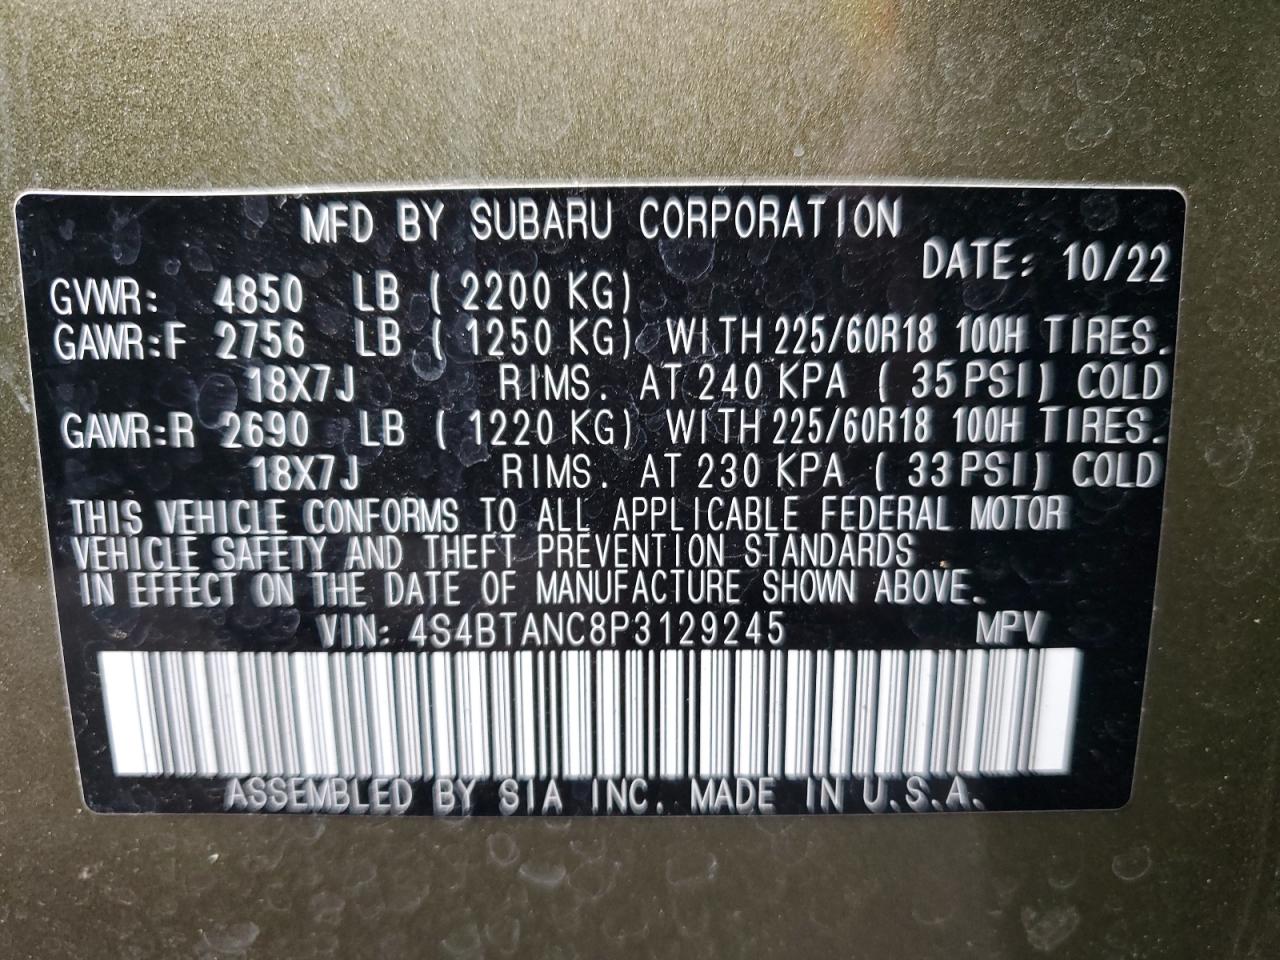 MFD BY SUBARU CORPORATION
DATE: 10/22
GVWR: 4850 LB ( 2200 KG)
GAWR:F 2756 LB ( 1250 KG) WITH 225/60R18 100H TIRES.
18X7J RIMS. AT 240 KPA ( 35 PSI) COLD
GAWR:R 2690 LB ( 1220 KG) WITH 225/60R18 100H TIRES.
18X7J RIMS. AT 230 KPA ( 33 PSI) COLD
THIS VEHICLE CONFORMS TO ALL APPLICABLE FEDERAL MOTOR
VEHICLE SAFETY AND THEFT PREVENTION STANDARDS
IN EFFECT ON THE DATE OF MANUFACTURE SHOWN ABOVE.
VIN: 4S4BTANC8P3129245 MPV
ASSEMBLED BY SIA INC. MADE IN U.S.A.